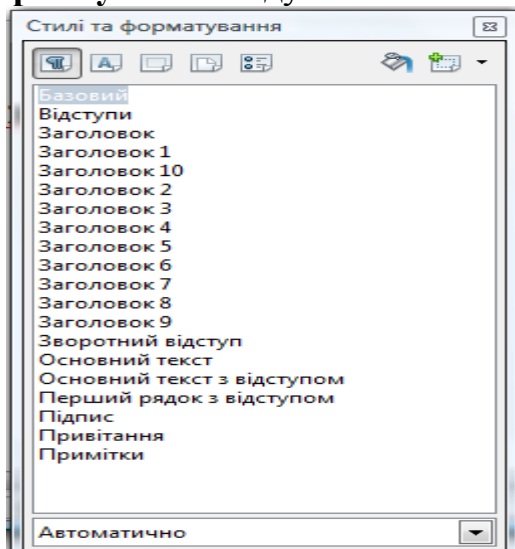 Стилі та форматування
Базовий
Відступи
Заголовок
Заголовок 1
Заголовок 10
Заголовок 2
Заголовок 3
Заголовок 4
Заголовок 5
Заголовок 6
Заголовок 7
Заголовок 8
Заголовок 9
Зворотний відступ
Основний текст
Основний текст з відступом
Перший рядок з відступом
Підпис
Привітання
Примітки
Автоматично